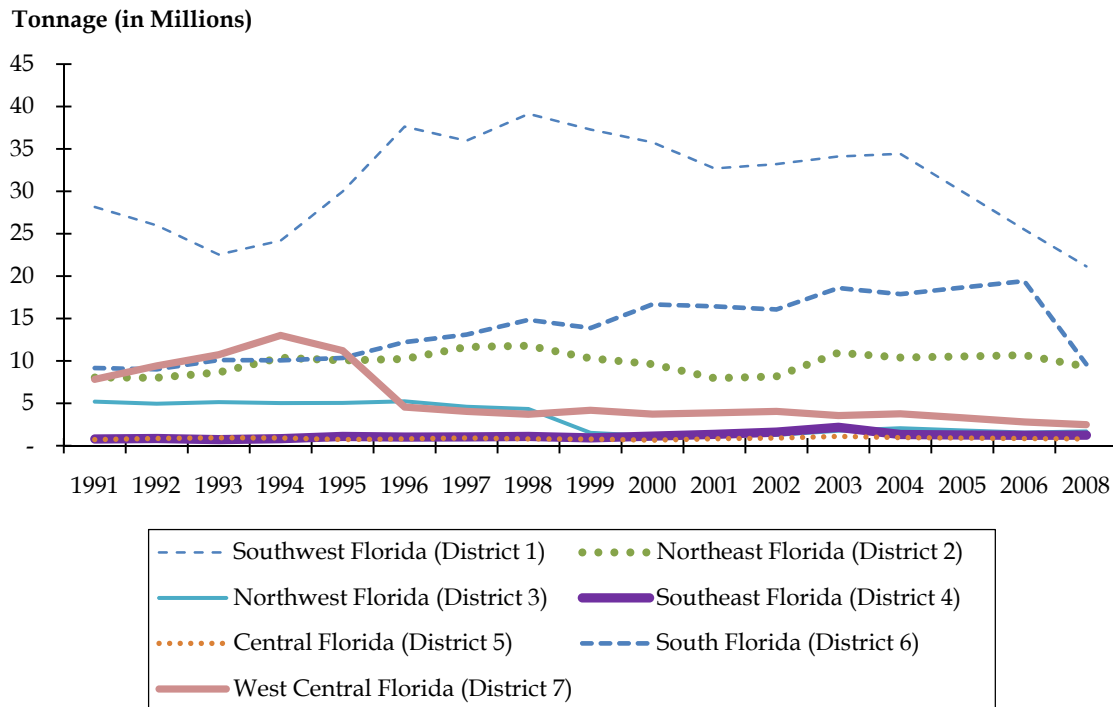 Tonnage (in Millions)
45
40
35
30
25
20
15
10
5
-
1991 1992 1993 1994 1995 1996 1997 1998 1999 2000 2001 2002 2003 2004 2005 2006 2008
Southwest Florida (District 1) Northeast Florida (District 2)
Northwest Florida (District 3) Southeast Florida (District 4)
Central Florida (District 5) South Florida (District 6)
West Central Florida (District 7)